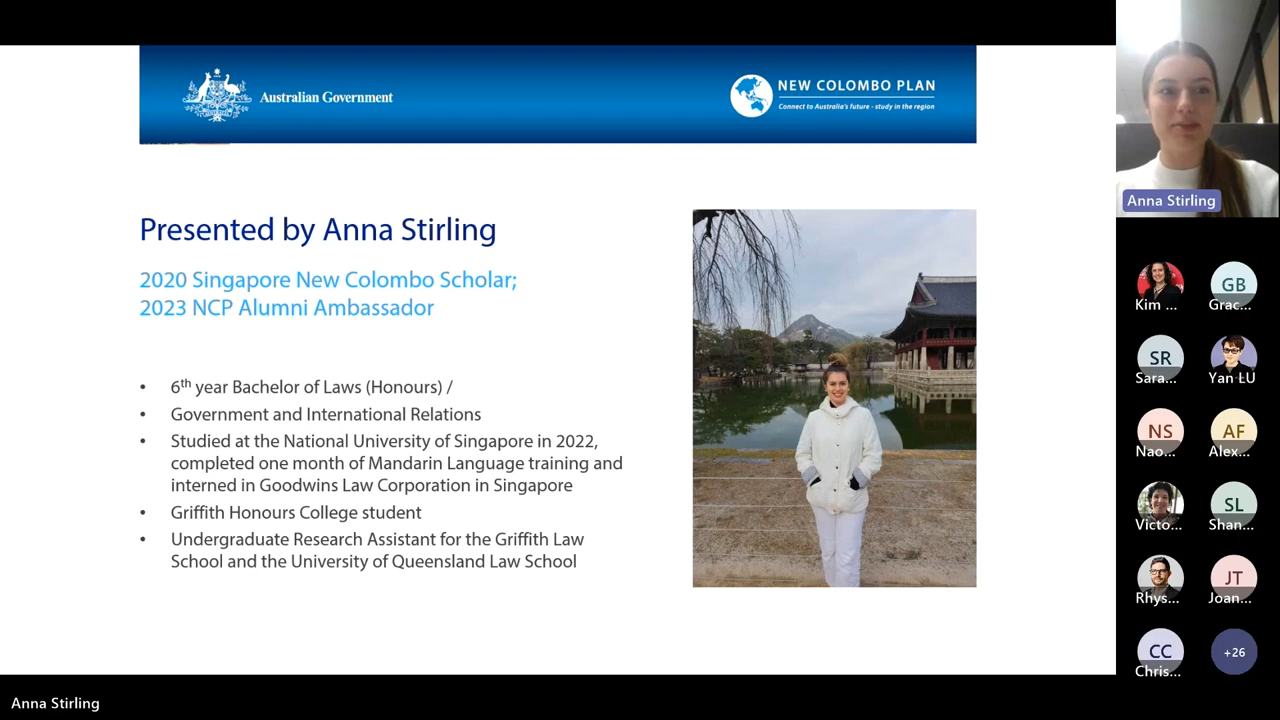 Australian Government
NEW COLOMBO PLAN
Connect to Australia's future - study in the region
Presented by Anna Stirling
2020 Singapore New Colombo Scholar;
2023 NCP Alumni Ambassador
• 6th year Bachelor of Laws (Honours) /
• Government and International Relations
• Studied at the National University of Singapore in 2022,
completed one month of Mandarin Language training and
interned in Goodwins Law Corporation in Singapore
• Griffith Honours College student
• Undergraduate Research Assistant for the Griffith Law
School and the University of Queensland Law School
Anna Stirling
Kim ...
GB
Grac...
SR
Sara...
Yan LU
NS
Nao...
AF
Alex...
Victo...
SL
Shan...
Rhys...
JT
Joan...
CC
Chris...
+26
Anna Stirling